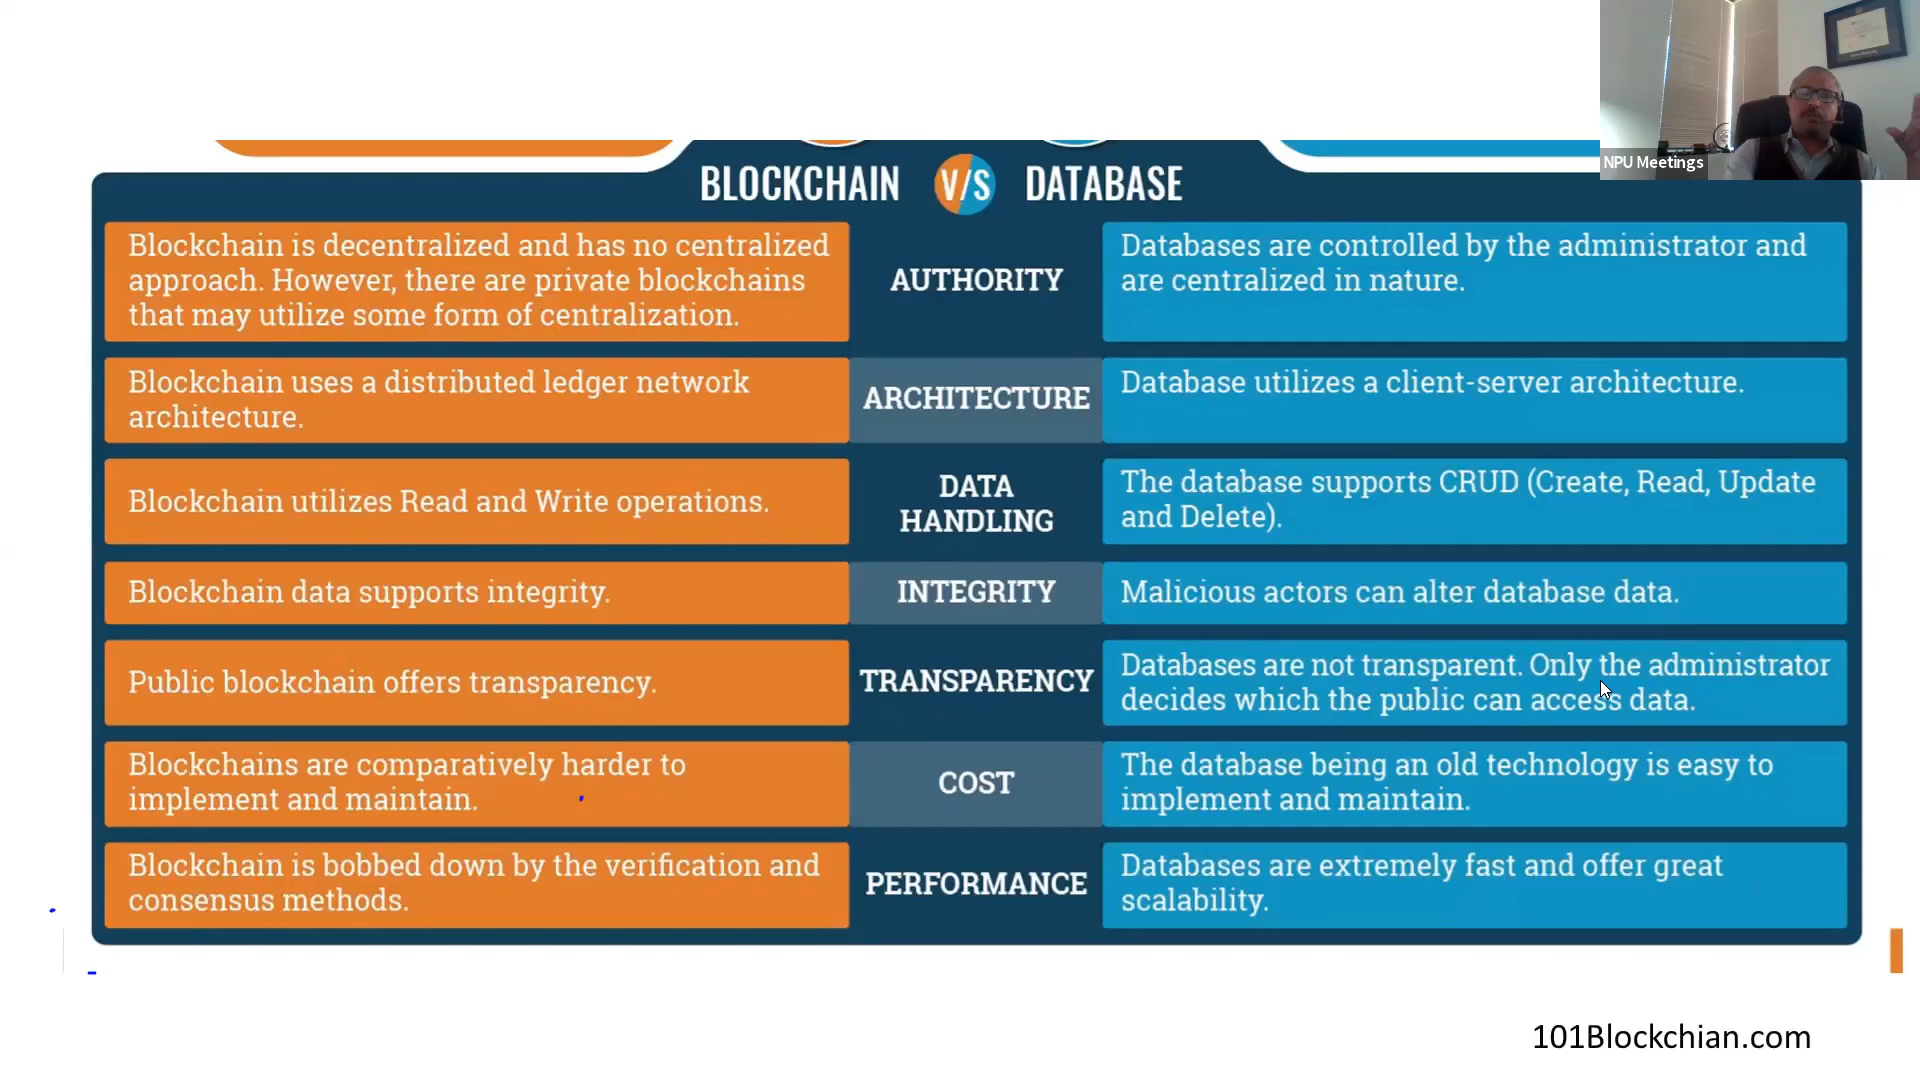 NPU Meetings
BLOCKCHAIN V/S DATABASE
Blockchain is decentralized and has no centralized
approach. However, there are private blockchains
that may utilize some form of centralization.
AUTHORITY
Databases are controlled by the administrator and
are centralized in nature.
Blockchain uses a distributed ledger network
architecture.
ARCHITECTURE
Database utilizes a client-server architecture.
Blockchain utilizes Read and Write operations.
DATA
HANDLING
The database supports CRUD (Create, Read, Update
and Delete).
Blockchain data supports integrity.
INTEGRITY
Malicious actors can alter database data.
Public blockchain offers transparency.
TRANSPARENCY
Databases are not transparent. Only the administrator
decides which the public can access data.
Blockchains are comparatively harder to
implement and maintain.
COST
The database being an old technology is easy to
implement and maintain.
Blockchain is bobbed down by the verification and
consensus methods.
PERFORMANCE
Databases are extremely fast and offer great
scalability.
101Blockchian.com